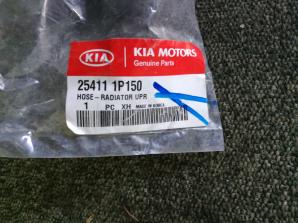 KIA KIA MOTORS
Genuine Parts
25411 1P150
HOSE-RADIATOR UPR
1 PC XH MADE IN KOREA